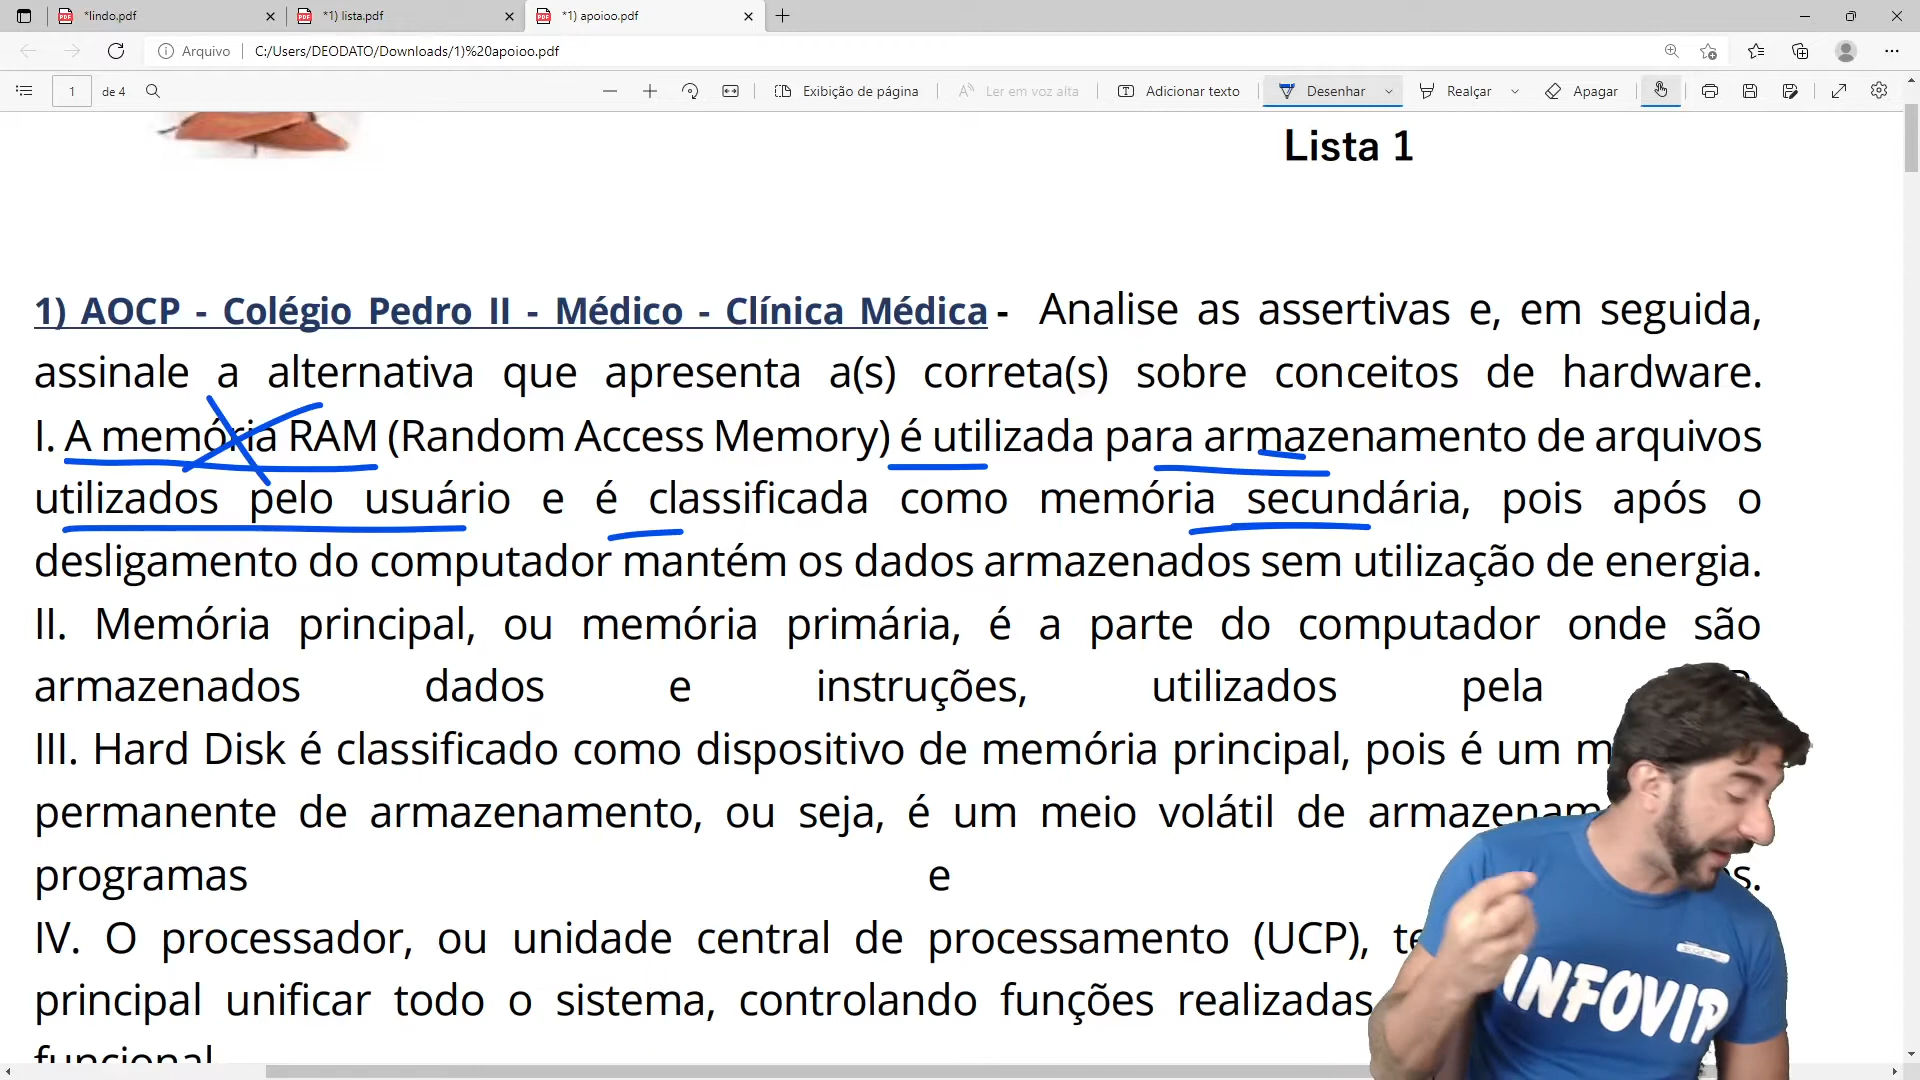 *lindo.pdf
*1) lista.pdf
*1) apoioo.pdf
Arquivo
C:/Users/DEODATO/Downloads/1)%20apoioo.pdf
1 de 4
Exibição de página
Ler em voz alta
Adicionar texto
Desenhar
Realçar
Apagar
Lista 1
1) AOCP - Colégio Pedro II - Médico - Clínica Médica - Analise as assertivas e, em seguida,
assinale a alternativa que apresenta a(s) correta(s) sobre conceitos de hardware.
I. A memória RAM (Random Access Memory) é utilizada para armazenamento de arquivos
utilizados pelo usuário e é classificada como memória secundária, pois após o
desligamento do computador mantém os dados armazenados sem utilização de energia.
II. Memória principal, ou memória primária, é a parte do computador onde são
armazenados dados e instruções, utilizados pela
III. Hard Disk é classificado como dispositivo de memória principal, pois é um m
permanente de armazenamento, ou seja, é um meio volátil de armazenam
programas e s.
IV. O processador, ou unidade central de processamento (UCP), te
principal unificar todo o sistema, controlando funções realizadas
funcional
INFOVIP